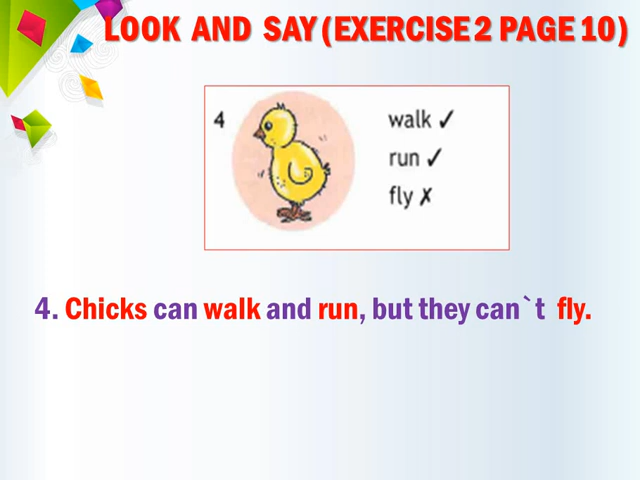 LOOK AND SAY (EXERCISE 2 PAGE 10)
4
walk ✓
run ✓
fly ✗
4. Chicks can walk and run, but they can`t fly.